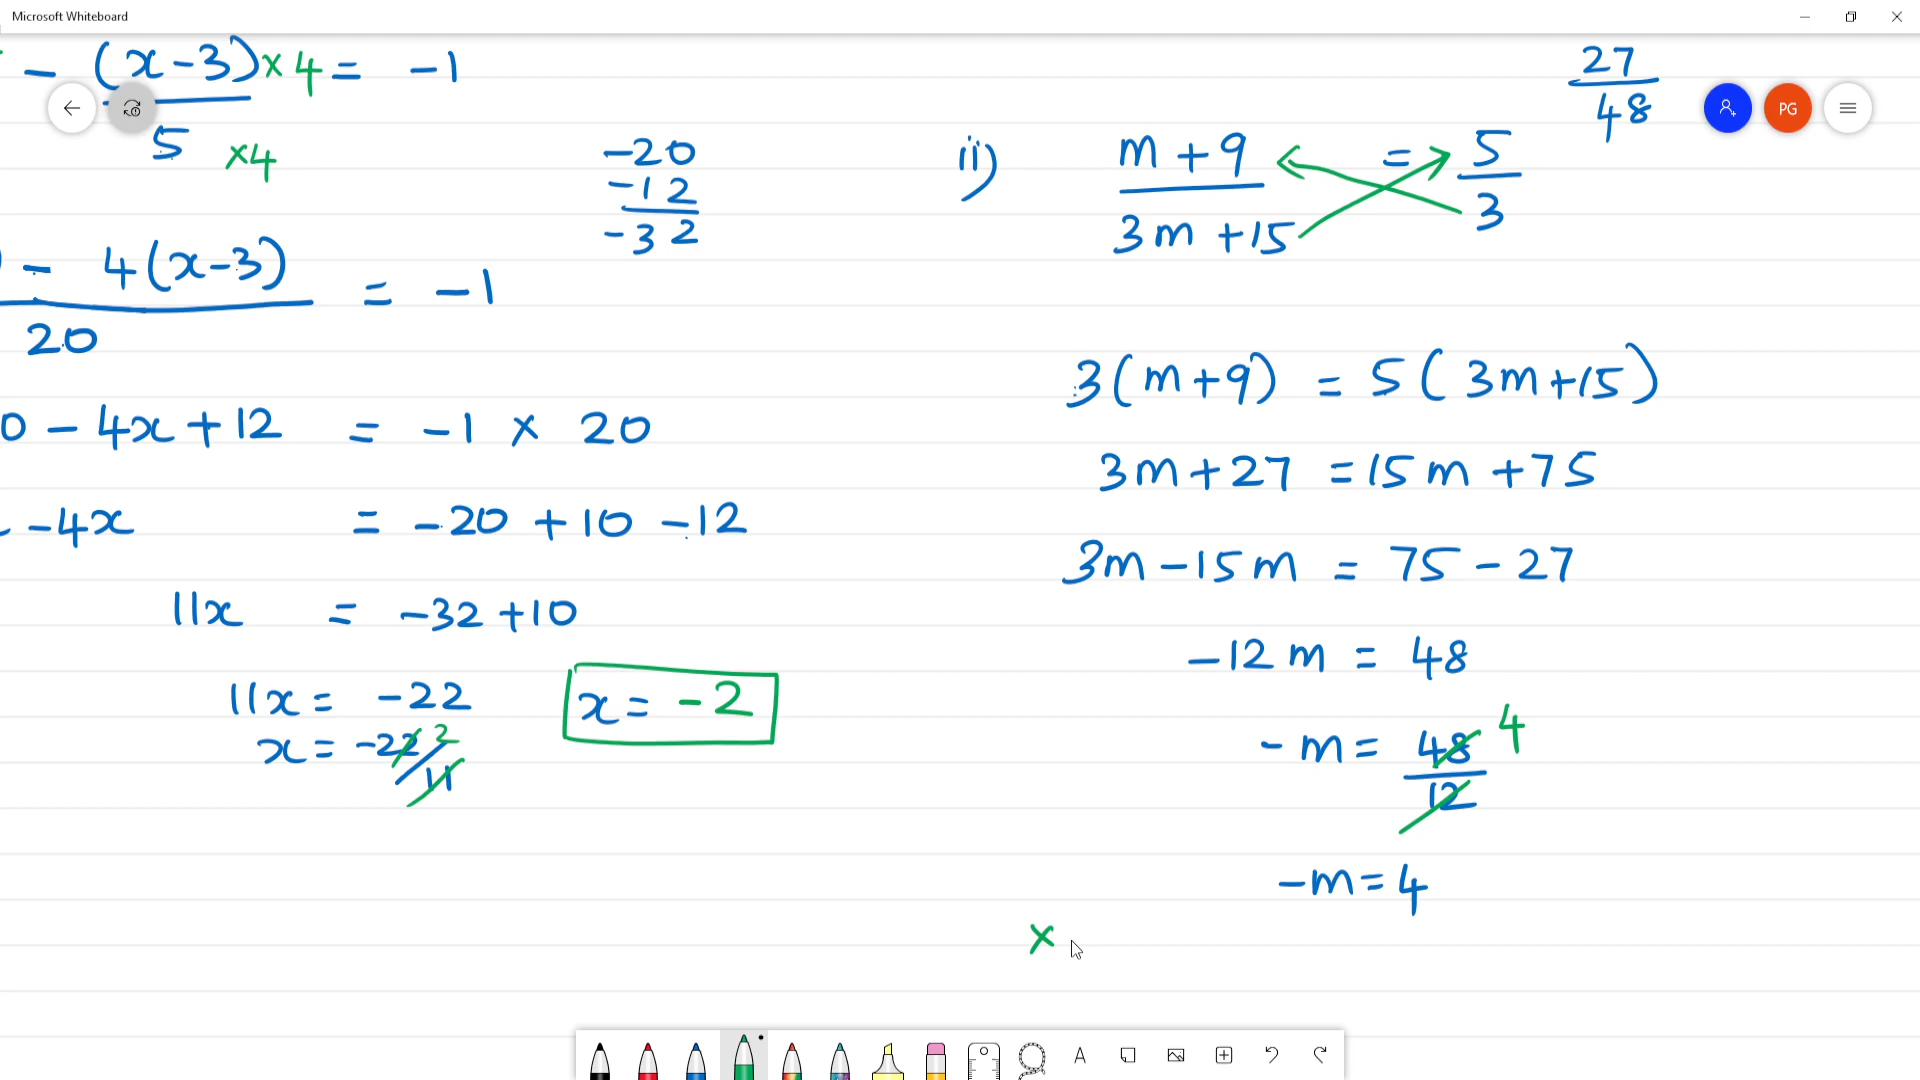 Microsoft Whiteboard
- (x-3) ×4 = -1
5 ×4
- 4(x-3) = -1
20
0 - 4x + 12 = -1 × 20
- 4x = -20 + 10 - 12
11x = -32 + 10
11x = -22
x = -22 2
11
x = -2
-20
-12
-32
27
48
ii) m + 9 = 5
3m + 15 3
3(m+9) = 5(3m+15)
3m + 27 = 15m + 75
3m - 15m = 75 - 27
-12m = 48
-m = 48 4
12
-m = 4
×
PG
A